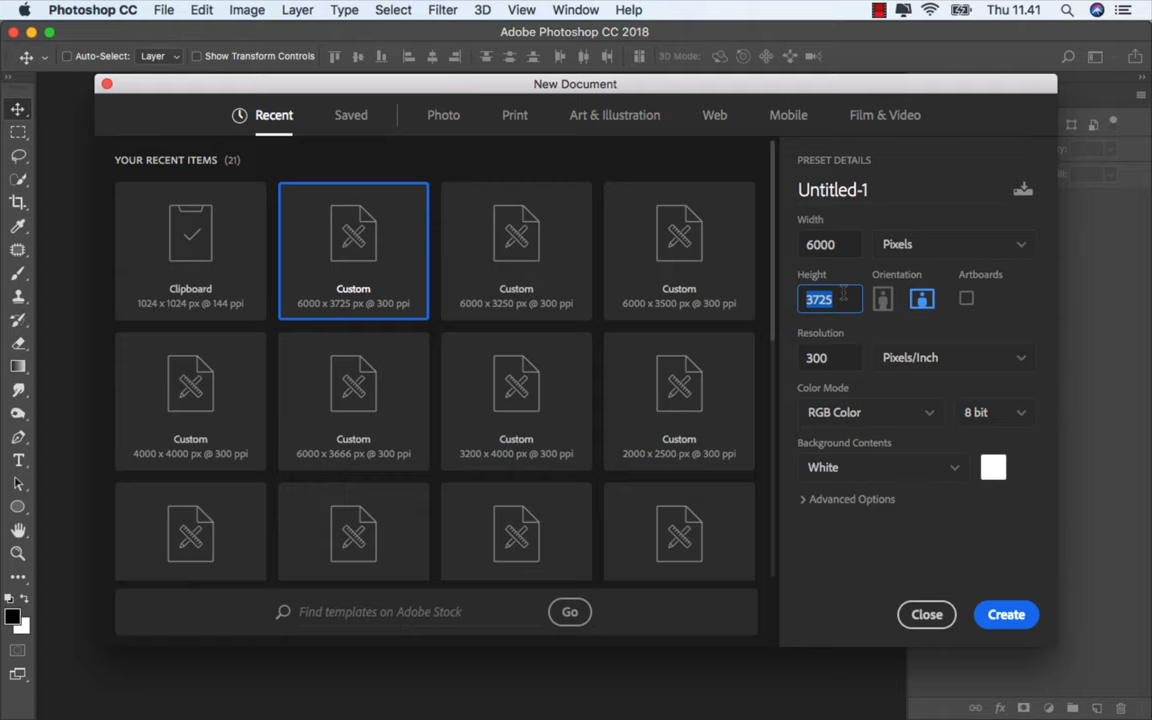 Photoshop CC File Edit Image Layer Type Select Filter 3D View Window Help Thu 11.41
Adobe Photoshop CC 2018
Auto-Select: Layer Show Transform Controls 3D Mode:
New Document
Recent Saved Photo Print Art & Illustration Web Mobile Film & Video
YOUR RECENT ITEMS (21)
PRESET DETAILS
Untitled-1
Width
6000 Pixels
Height Orientation Artboards
3725
Resolution
300 Pixels/Inch
Color Mode
RGB Color 8 bit
Background Contents
White
Advanced Options
Clipboard Custom Custom Custom
1024 x 1024 px @ 144 ppi 6000 x 3725 px @ 300 ppi 6000 x 3250 px @ 300 ppi 6000 x 3500 px @ 300 ppi
Custom Custom Custom Custom
4000 x 4000 px @ 300 ppi 6000 x 3666 px @ 300 ppi 3200 x 4000 px @ 300 ppi 2000 x 2500 px @ 300 ppi
Find templates on Adobe Stock Go
Close Create